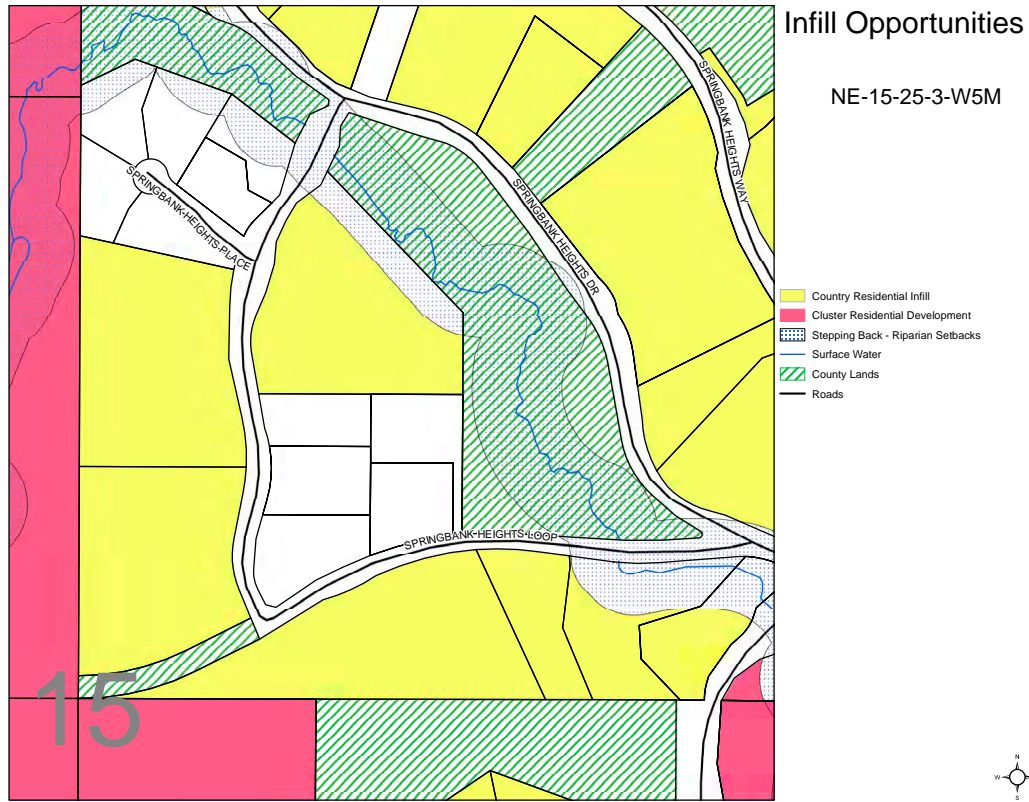 Infill Opportunities
NE-15-25-3-W5M
SPRINGBANK HEIGHTS WAY
SPRINGBANK-HEIGHTS-PLACE
SPRINGBANK HEIGHTS DR
Country Residential Infill
Cluster Residential Development
Stepping Back - Riparian Setbacks
Surface Water
County Lands
Roads
SPRINGBANK HEIGHTS LOOP
15
N
W
S